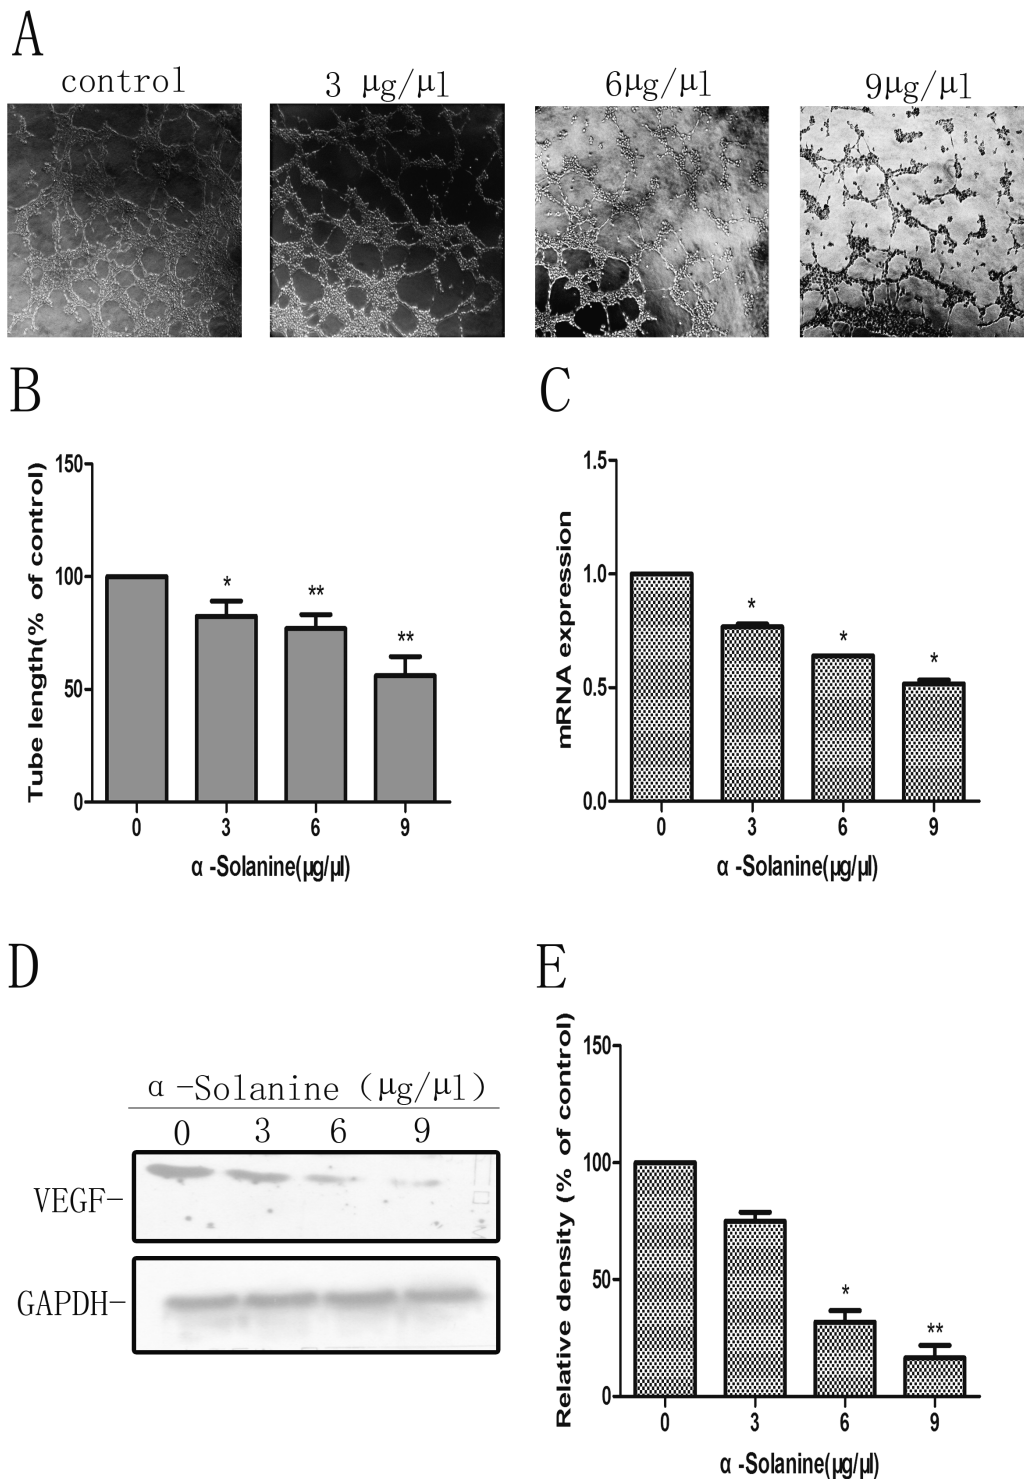 A
control
3 μg/μl
6μg/μl
9μg/μl
B
Tube length(% of control)
150
100
50
0
*
**
**
0
3
6
9
α -Solanine(μg/μl)
C
mRNA expression
1.5
1.0
0.5
0.0
*
*
*
0
3
6
9
α -Solanine(μg/μl)
D
α -Solanine (μg/μl)
0
3
6
9
VEGF-
GAPDH-
E
Relative density (% of control)
150
100
50
0
*
**
0
3
6
9
α -Solanine(μg/μl)